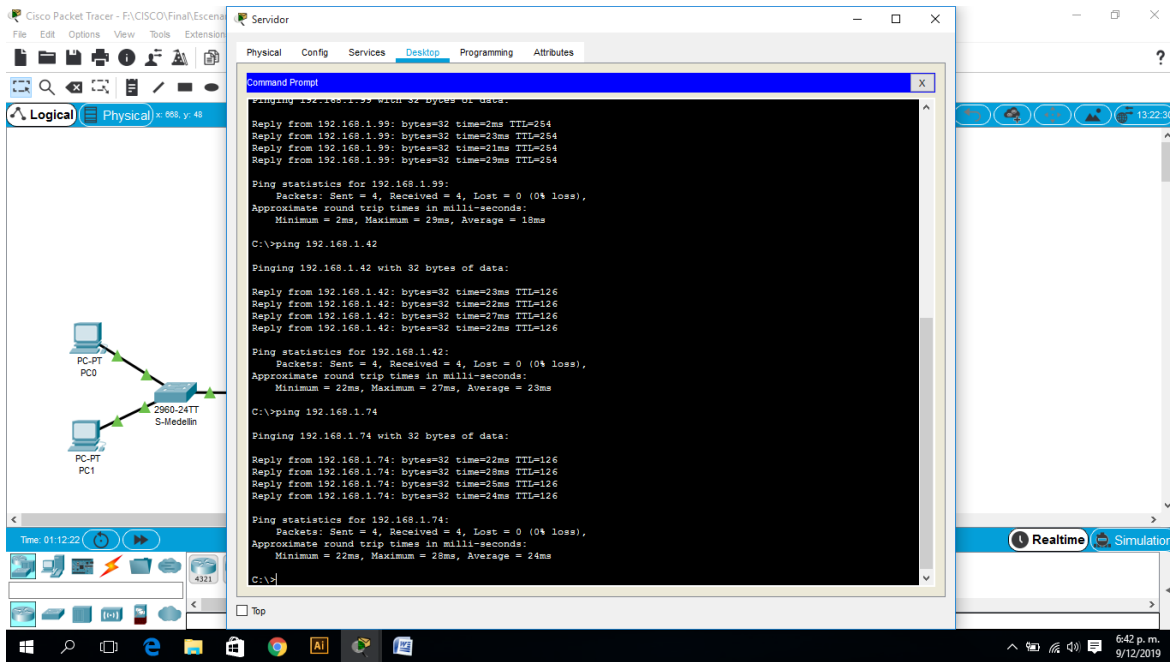 Cisco Packet Tracer - F:\CISCO\Final\Escena
File Edit Options View Tools Extension
Logical
Physical x: 668, y: 48
13:22:30
Servidor
Physical Config Services Desktop Programming Attributes
Command Prompt X
Pinging 192.168.1.99 with 32 bytes of data:
Reply from 192.168.1.99: bytes=32 time=2ms TTL=254
Reply from 192.168.1.99: bytes=32 time=23ms TTL=254
Reply from 192.168.1.99: bytes=32 time=21ms TTL=254
Reply from 192.168.1.99: bytes=32 time=29ms TTL=254
Ping statistics for 192.168.1.99:
Packets: Sent = 4, Received = 4, Lost = 0 (0% loss),
Approximate round trip times in milli-seconds:
Minimum = 2ms, Maximum = 29ms, Average = 18ms
C:\>ping 192.168.1.42
Pinging 192.168.1.42 with 32 bytes of data:
Reply from 192.168.1.42: bytes=32 time=23ms TTL=126
Reply from 192.168.1.42: bytes=32 time=22ms TTL=126
Reply from 192.168.1.42: bytes=32 time=27ms TTL=126
Reply from 192.168.1.42: bytes=32 time=22ms TTL=126
Ping statistics for 192.168.1.42:
Packets: Sent = 4, Received = 4, Lost = 0 (0% loss),
Approximate round trip times in milli-seconds:
Minimum = 22ms, Maximum = 27ms, Average = 23ms
C:\>ping 192.168.1.74
Pinging 192.168.1.74 with 32 bytes of data:
Reply from 192.168.1.74: bytes=32 time=22ms TTL=126
Reply from 192.168.1.74: bytes=32 time=28ms TTL=126
Reply from 192.168.1.74: bytes=32 time=25ms TTL=126
Reply from 192.168.1.74: bytes=32 time=24ms TTL=126
Ping statistics for 192.168.1.74:
Packets: Sent = 4, Received = 4, Lost = 0 (0% loss),
Approximate round trip times in milli-seconds:
Minimum = 22ms, Maximum = 28ms, Average = 24ms
C:\>
Top
PC-PT
PC0
2960-24TT
S-Medellin
PC-PT
PC1
Time: 01:12:22
Realtime
Simulation
4321
Ai
6:42 p. m.
9/12/2019